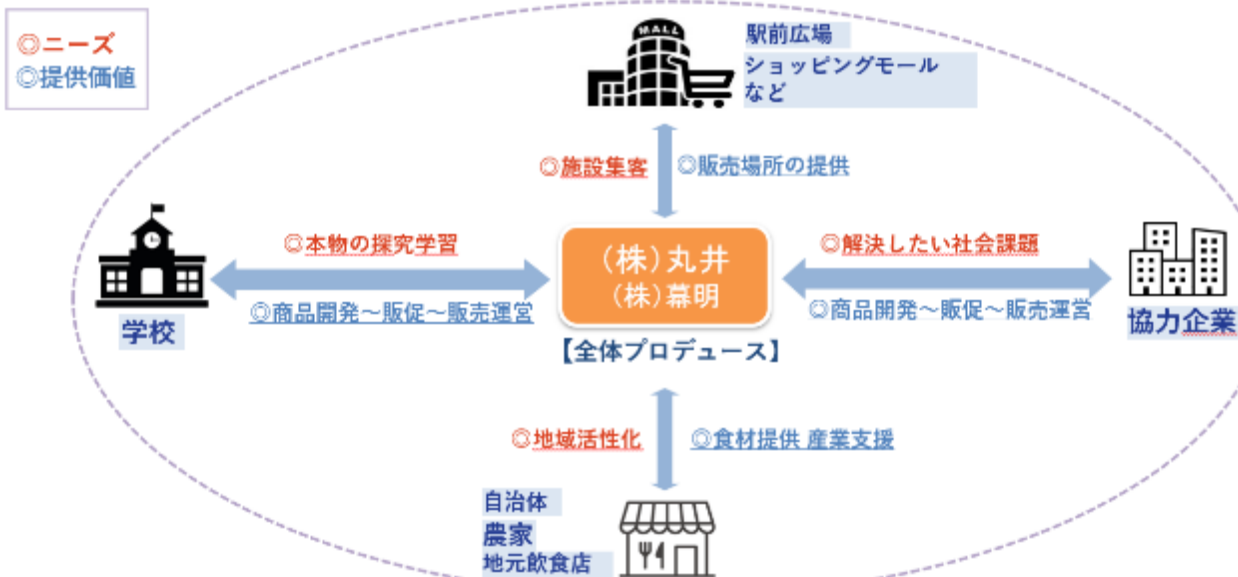 ◎ニーズ
◎提供価値
MALL
駅前広場
ショッピングモール
など
◎施設集客
◎販売場所の提供
◎本物の探究学習
(株)丸井
(株)幕明
◎解決したい社会課題
◎商品開発～販促～販売運営
◎商品開発～販促～販売運営
学校
協力企業
【全体プロデュース】
◎地域活性化
◎食材提供 産業支援
自治体
農家
地元飲食店